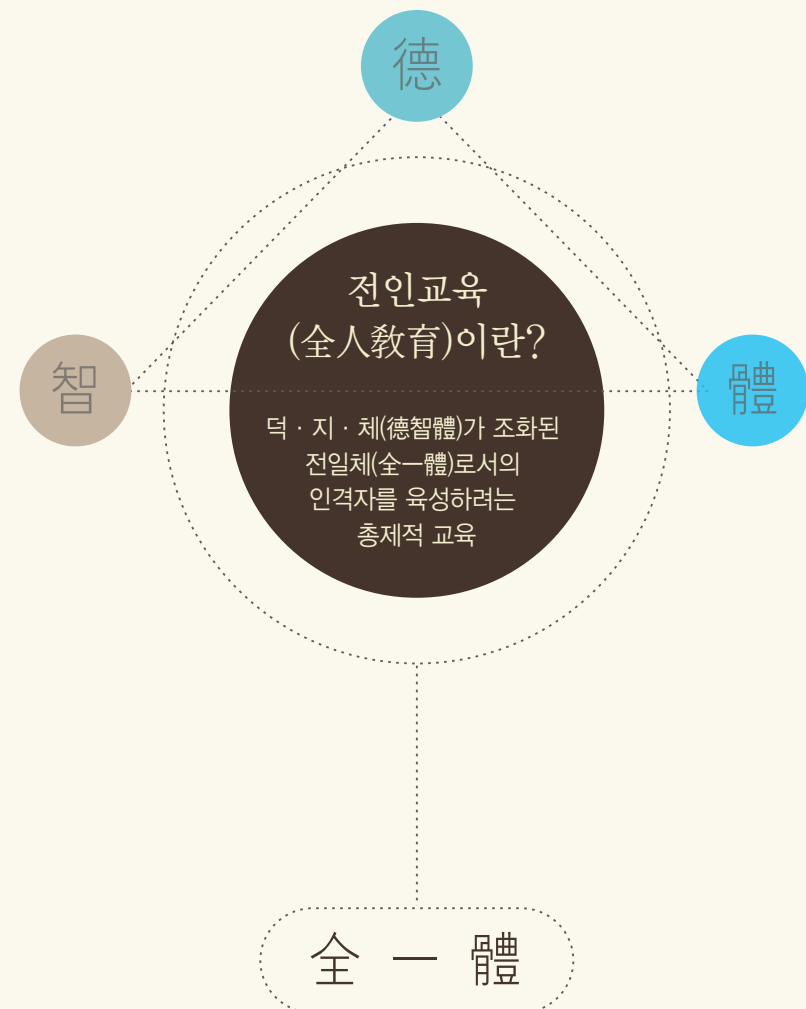 德
전인교육
(全人敎育)이란?
智
體
덕 · 지 · 체(德智體)가 조화된
전일체(全一體)로서의
인격자를 육성하려는
총제적 교육
全 一 體